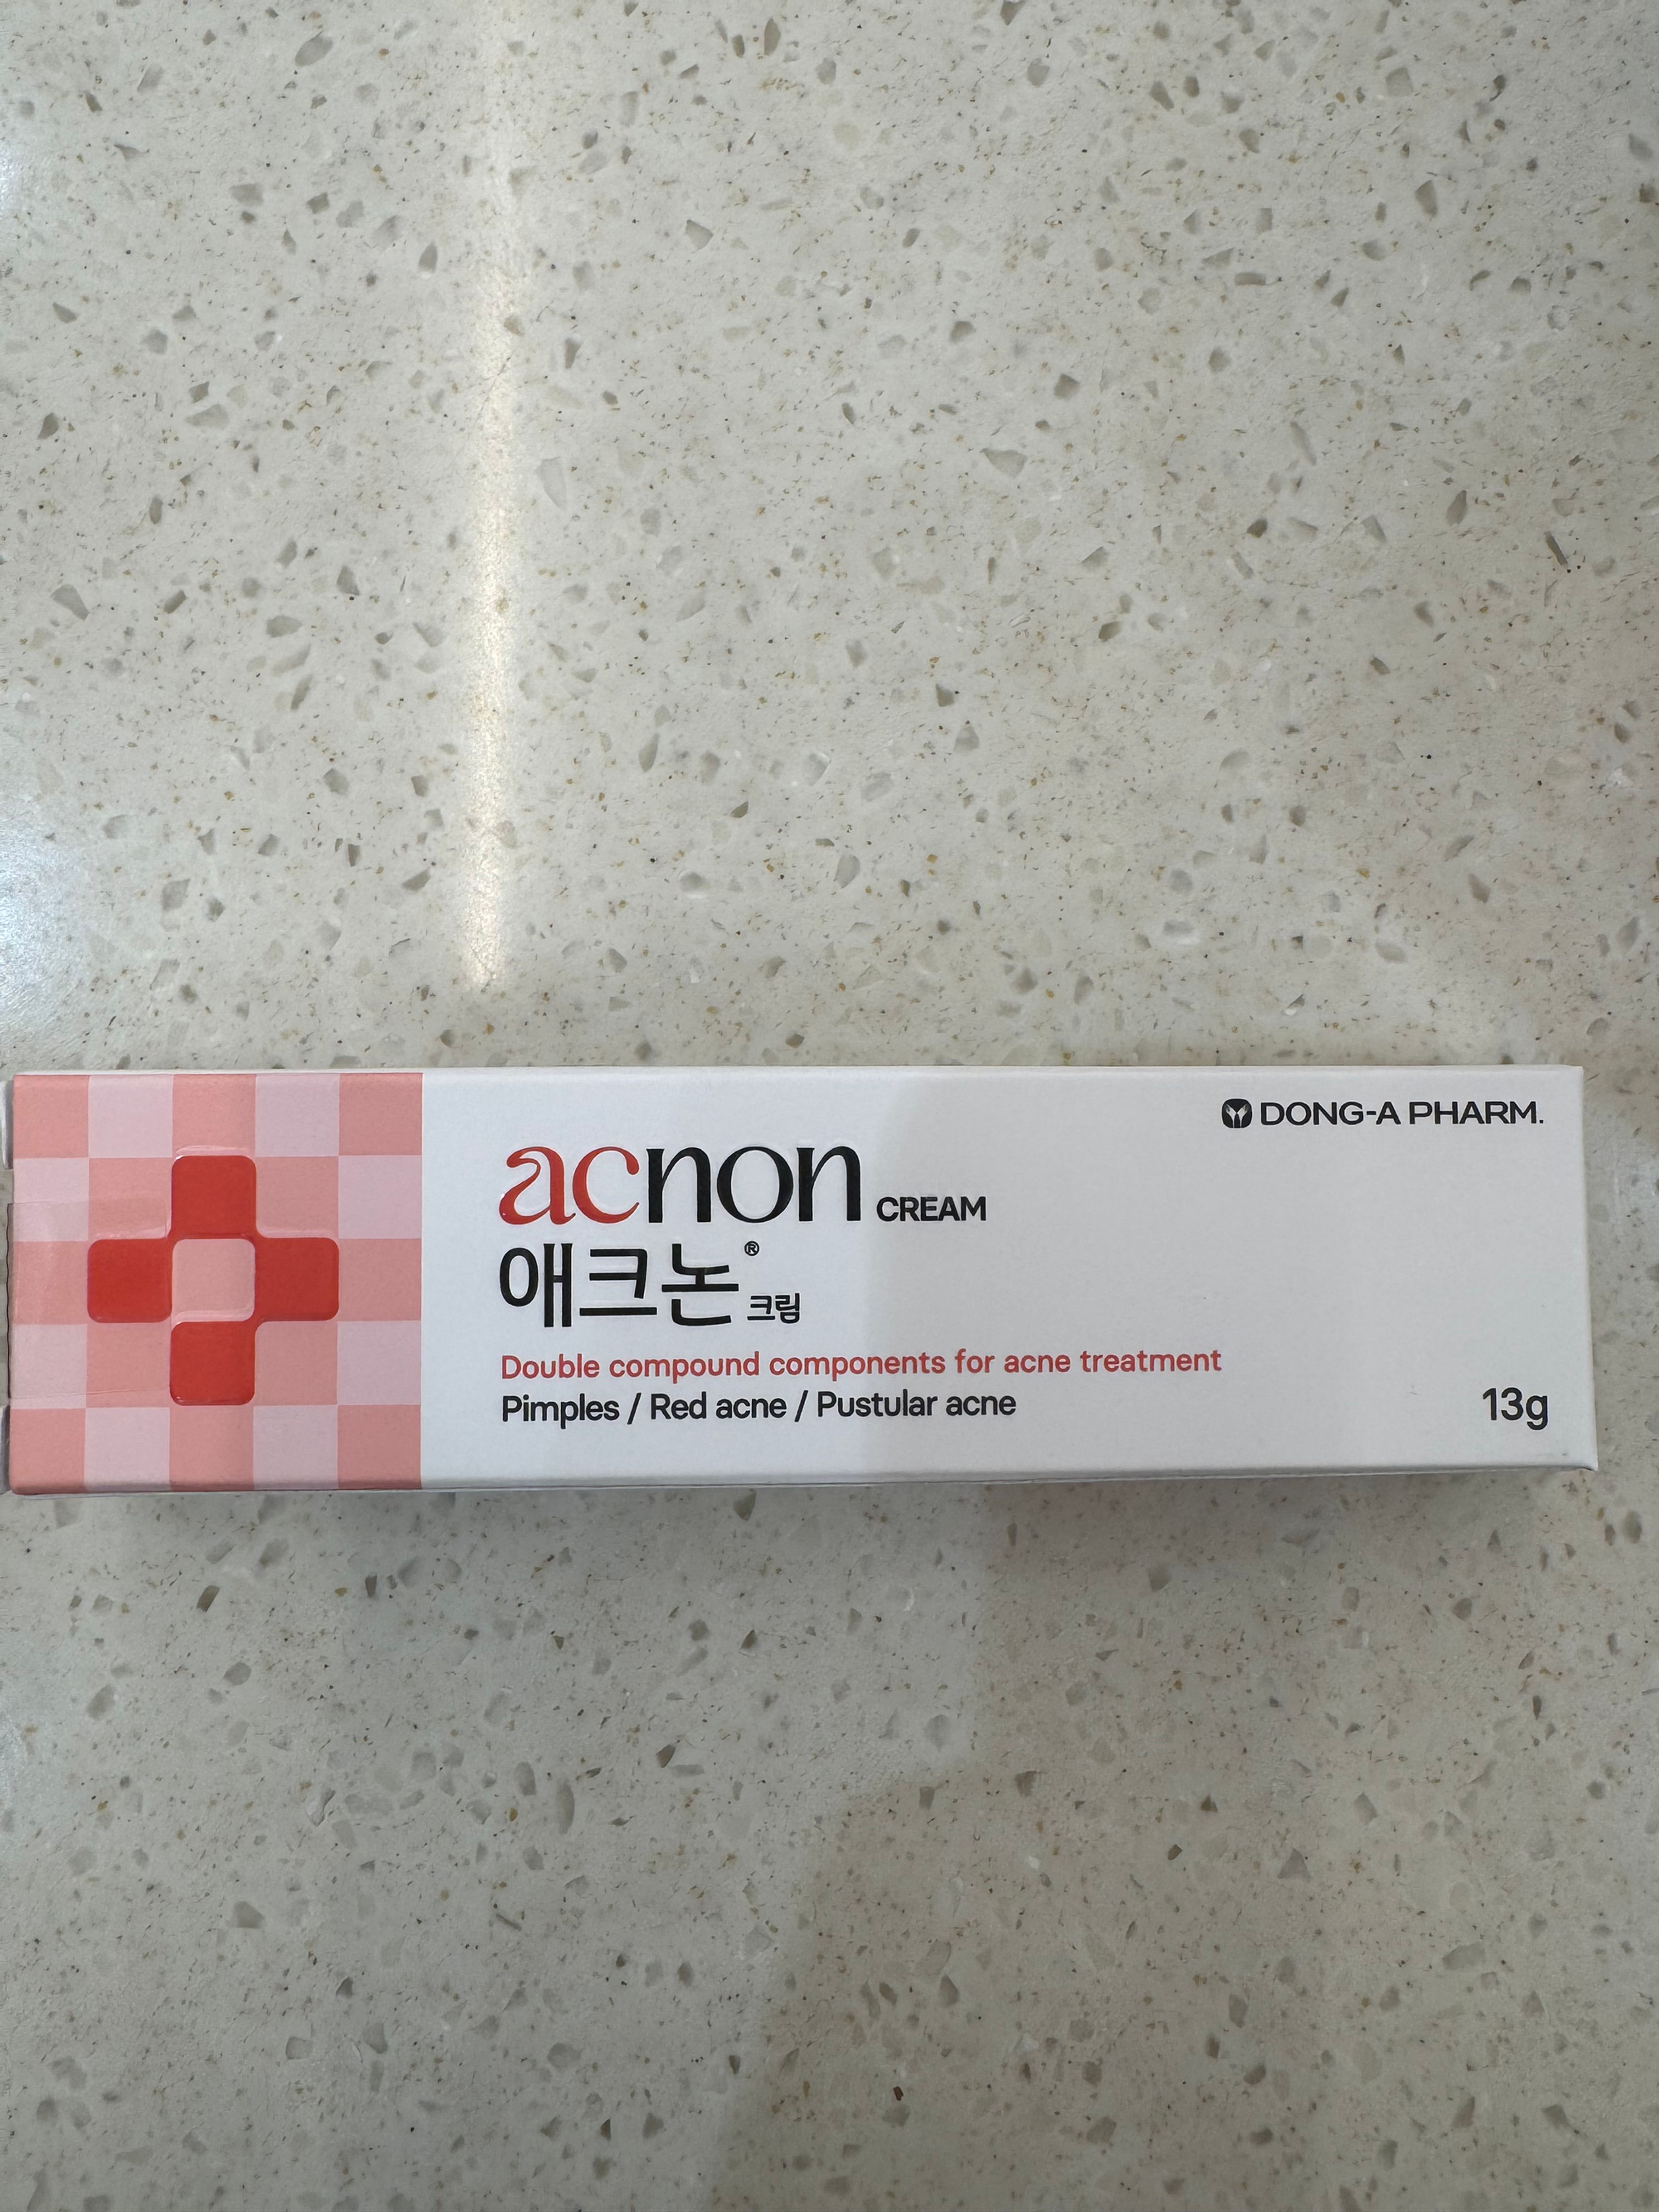 DONG-A PHARM.
acnon CREAM
애크논® 크림
Double compound components for acne treatment
Pimples / Red acne / Pustular acne
13g